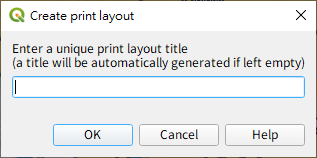 Create print layout
Enter a unique print layout title
(a title will be automatically generated if left empty)
OK
Cancel
Help